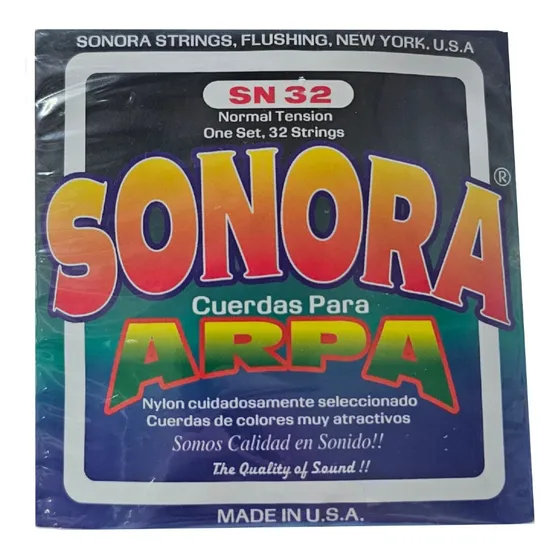 SONORA STRINGS, FLUSHING, NEW YORK. U.S.A
SN 32
Normal Tension
One Set, 32 Strings
SONORA®
Cuerdas Para
ARPA
Nylon cuidadosamente seleccionado
Cuerdas de colores muy atractivos
Somos Calidad en Sonido!!
The Quality of Sound !!
MADE IN U.S.A.